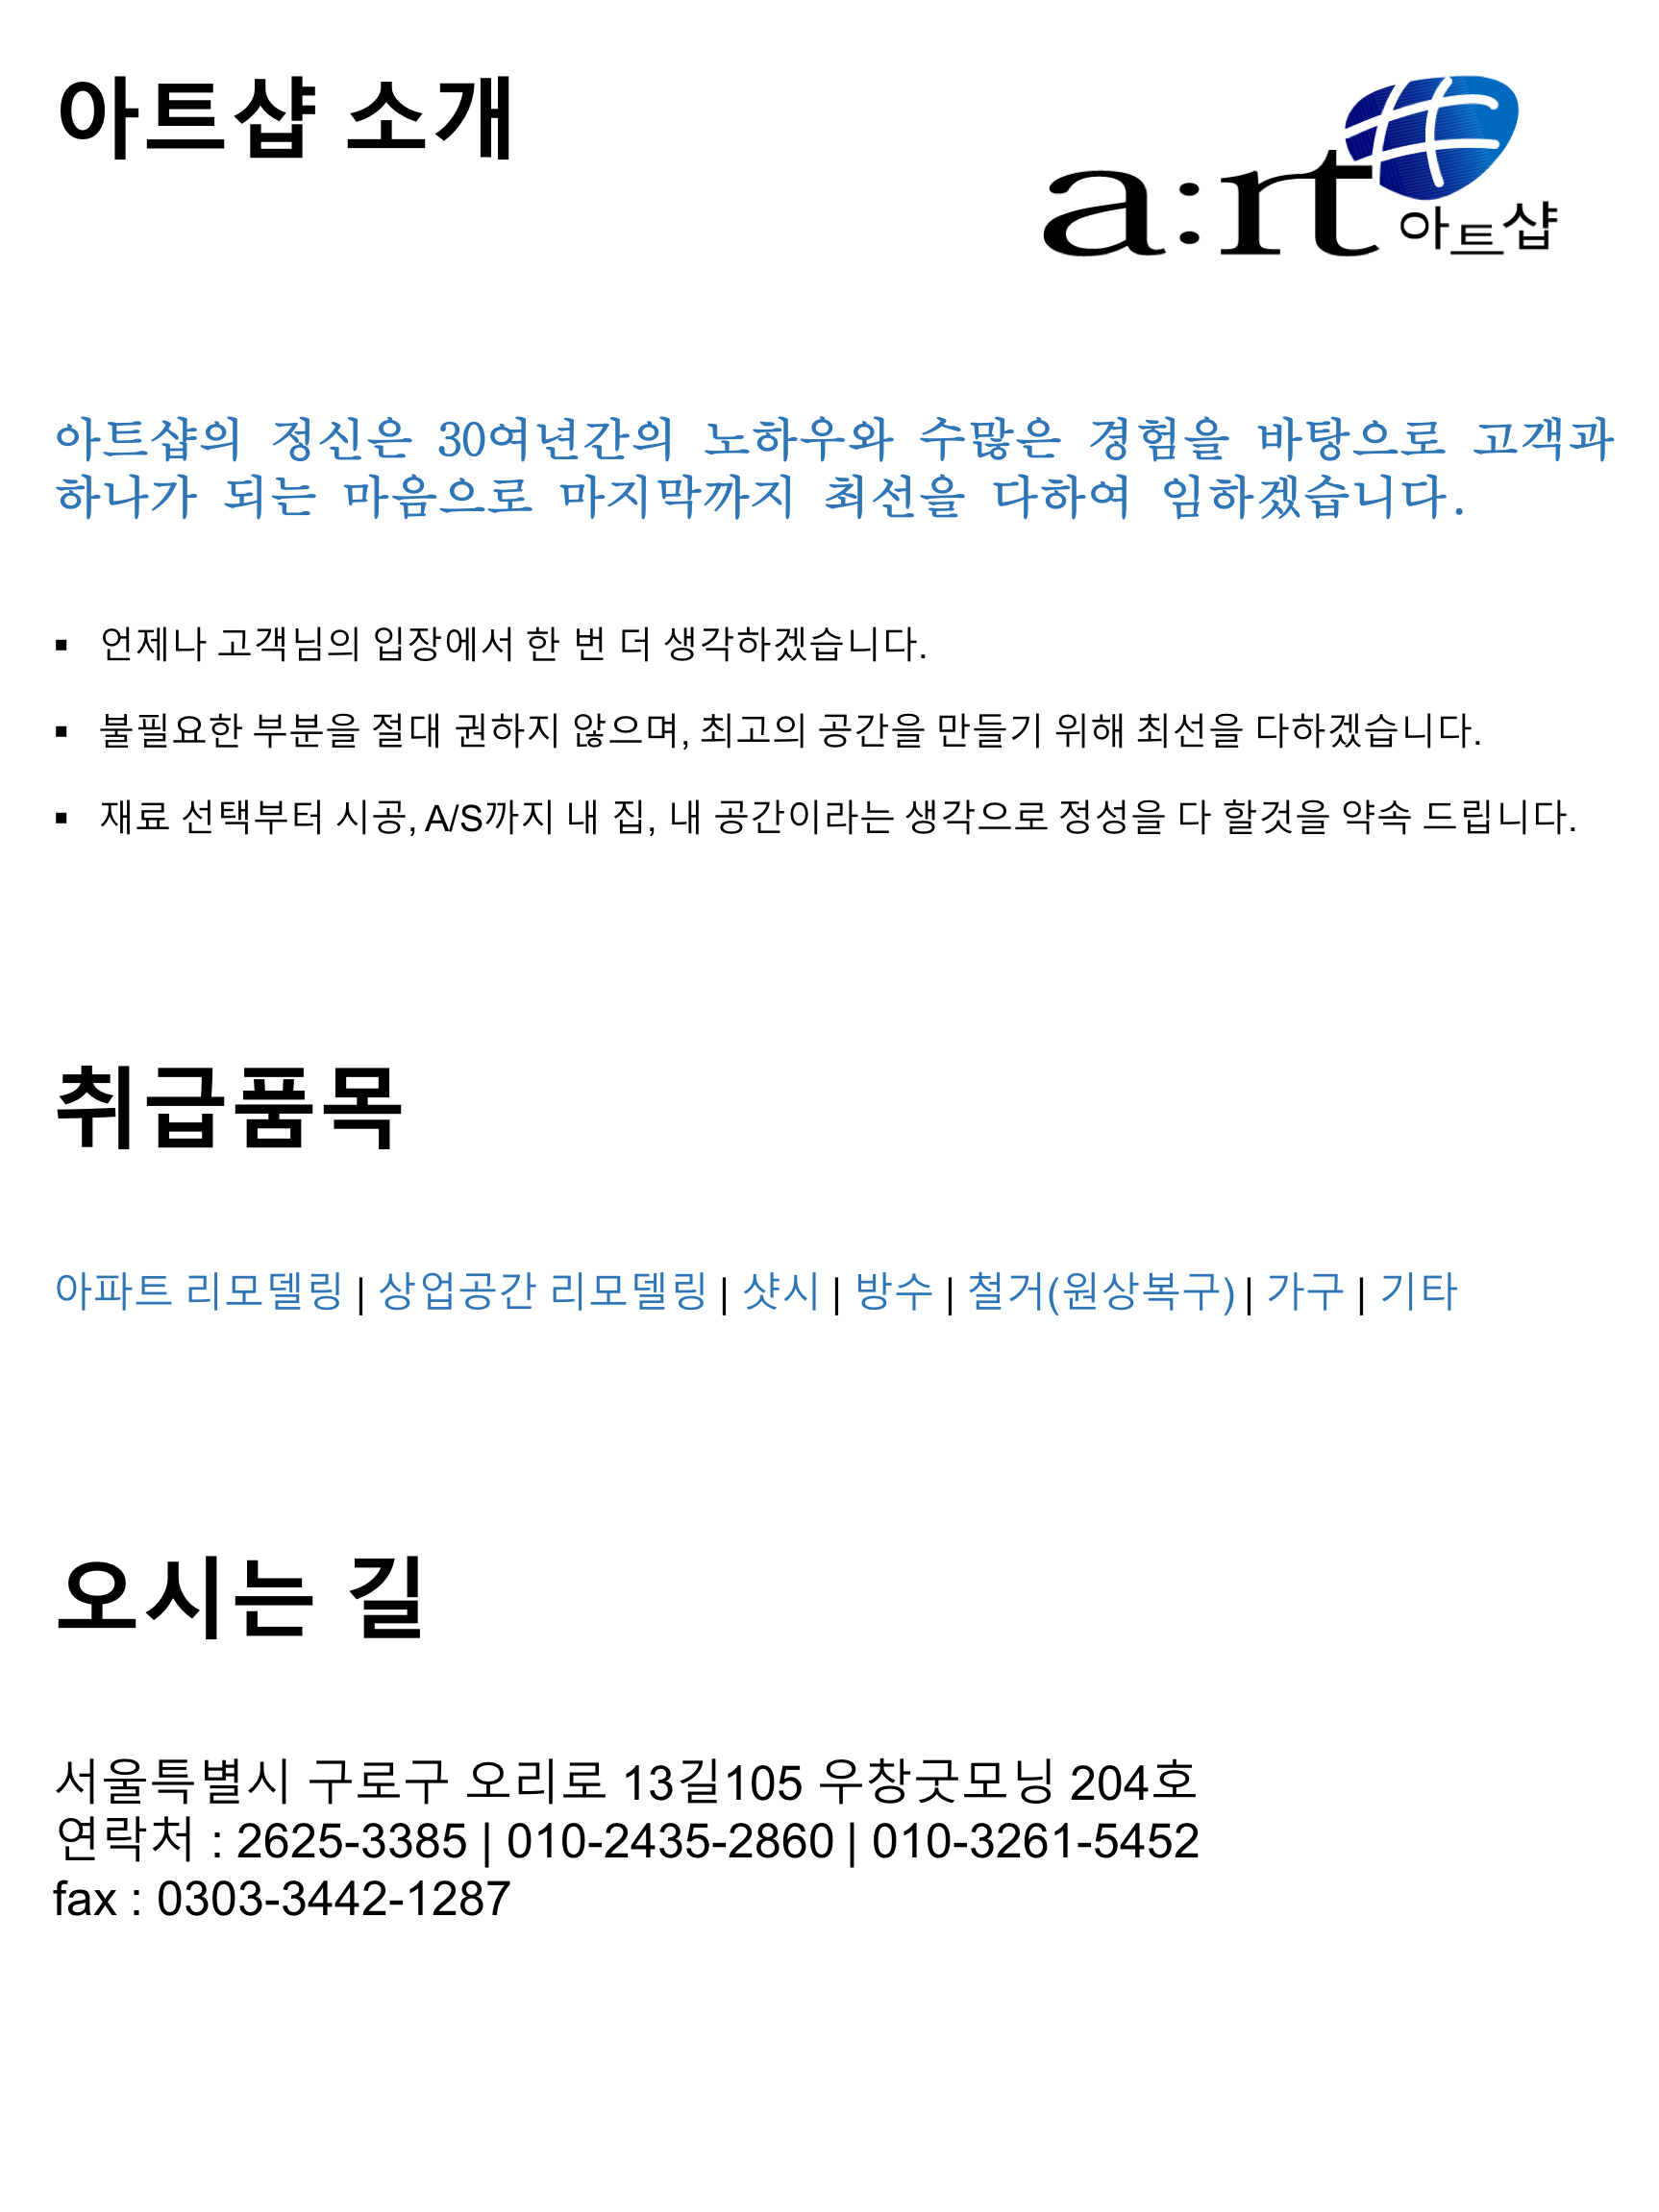 아트샵 소개
a:rt 아트샵
아트샵의 정신은 30여년간의 노하우와 수많은 경험을 바탕으로 고객과
하나가 되는 마음으로 마지막까지 최선을 다하여 임하겠습니다.
▪ 언제나 고객님의 입장에서 한 번 더 생각하겠습니다.
▪ 불필요한 부분을 절대 권하지 않으며, 최고의 공간을 만들기 위해 최선을 다하겠습니다.
▪ 재료 선택부터 시공, A/S까지 내 집, 내 공간이라는 생각으로 정성을 다 할것을 약속 드립니다.
취급품목
아파트 리모델링 | 상업공간 리모델링 | 샷시 | 방수 | 철거(원상복구) | 가구 | 기타
오시는 길
서울특별시 구로구 오리로 13길105 우창굿모닝 204호
연락처 : 2625-3385 | 010-2435-2860 | 010-3261-5452
fax : 0303-3442-1287